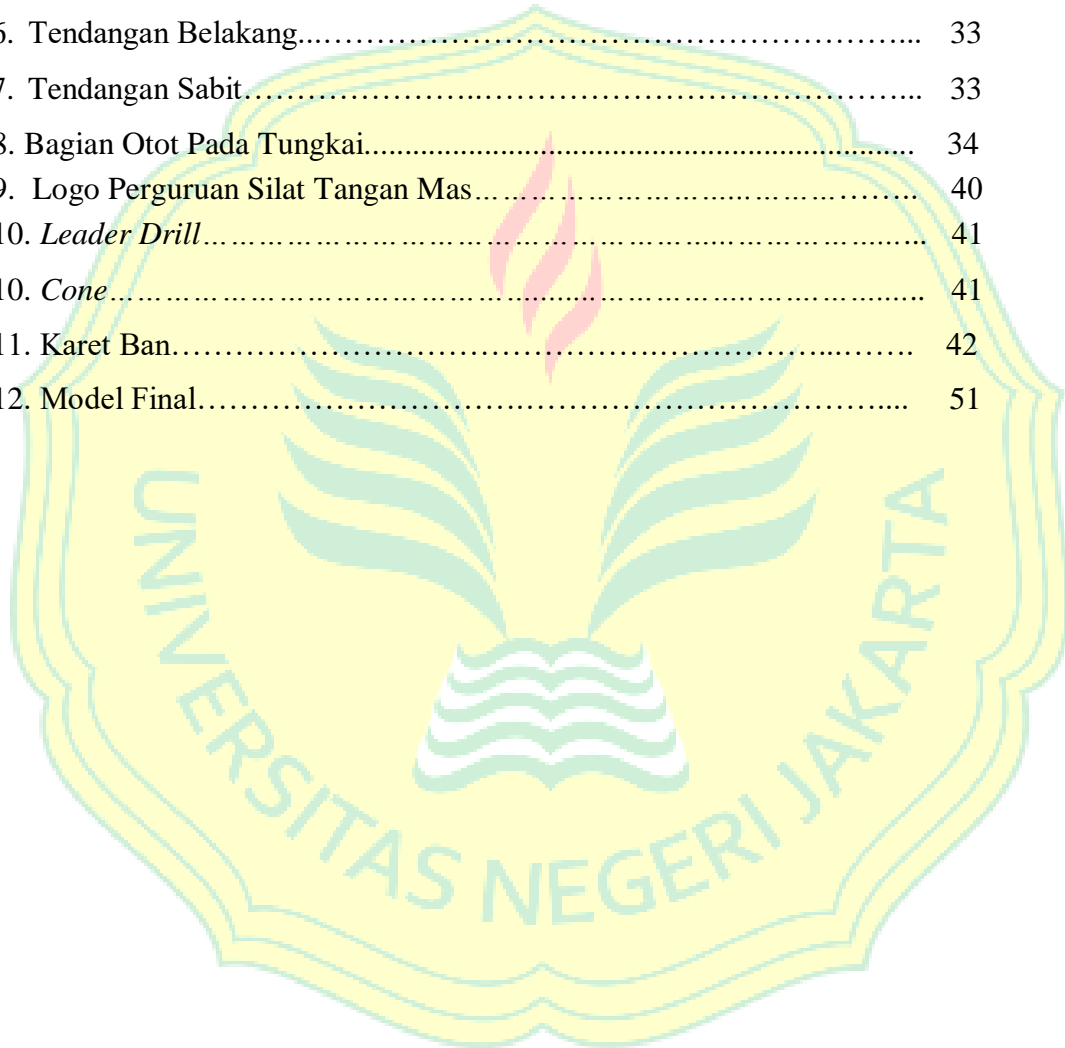 6. Tendangan Belakang...……………………..…………………….…………………... 33
7. Tendangan Sabit…………………..……………………………………... 33
8. Bagian Otot Pada Tungkai........................................................................... 34
9. Logo Perguruan Silat Tangan Mas……………………......………….…….. 40
10. Leader Drill……………………………………………......……………...….. 41
10. Cone………………………………………..........……………...…………….....….. 41
11. Karet Ban……………………………………….……………...……. 42
12. Model Final…………………………………………………………….... 51
UNIVERSITAS NEGERI JAKARTA